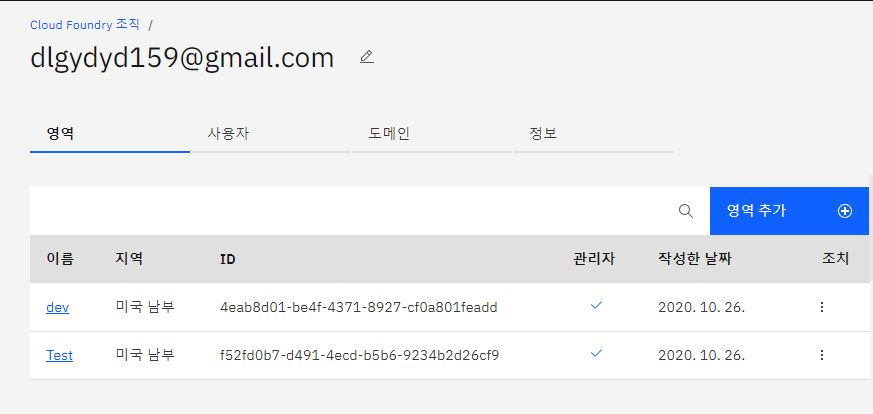 Cloud Foundry 조직 /
dlgydyd159@gmail.com
영역 사용자 도메인 정보
영역 추가
이름 지역 ID 관리자 작성한 날짜 조치
dev 미국 남부 4eab8d01-be4f-4371-8927-cf0a801feadd 2020. 10. 26.
Test 미국 남부 f52fd0b7-d491-4ecd-b5b6-9234b2d26cf9 2020. 10. 26.